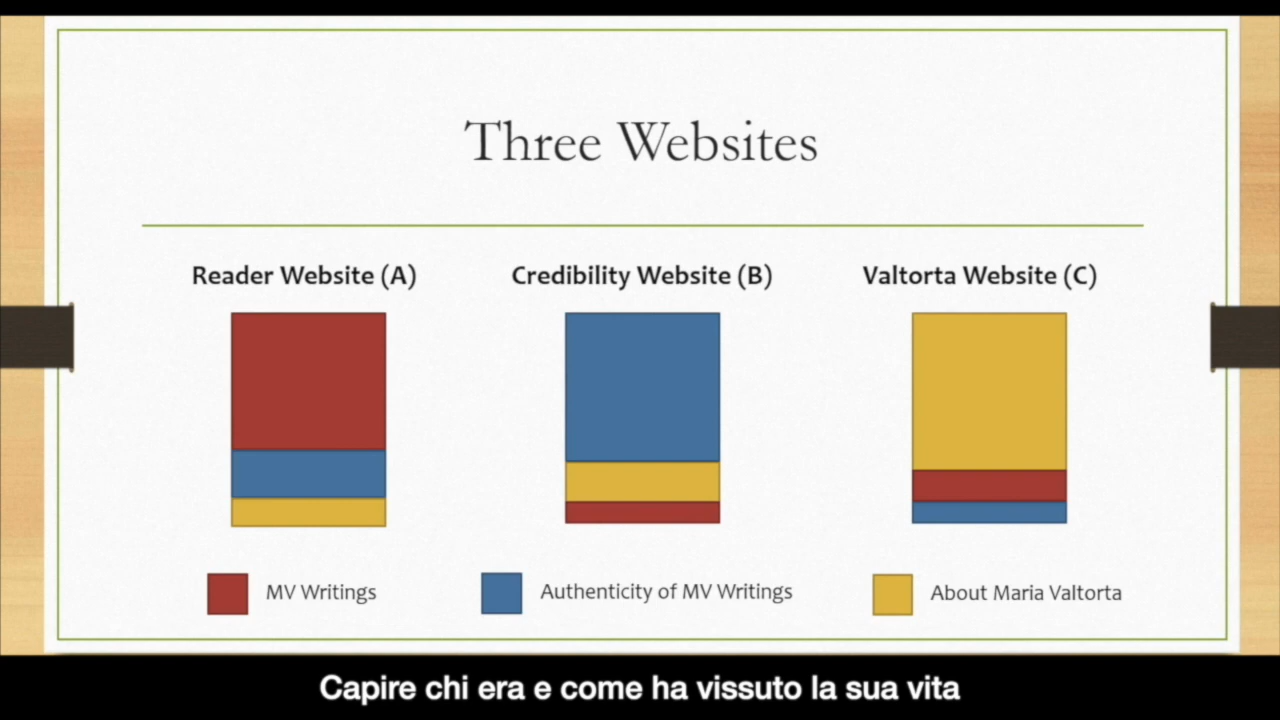 Three Websites
Reader Website (A)
Credibility Website (B)
Valtorta Website (C)
MV Writings
Authenticity of MV Writings
About Maria Valtorta
Capire chi era e come ha vissuto la sua vita